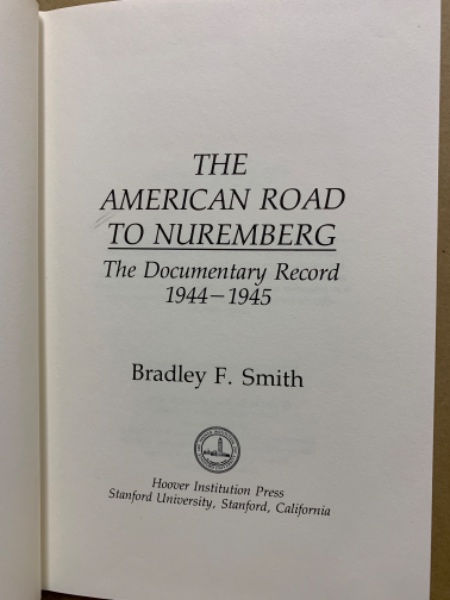 THE
AMERICAN ROAD
TO NUREMBERG
The Documentary Record
1944–1945
Bradley F. Smith
Hoover Institution Press
Stanford University, Stanford, California